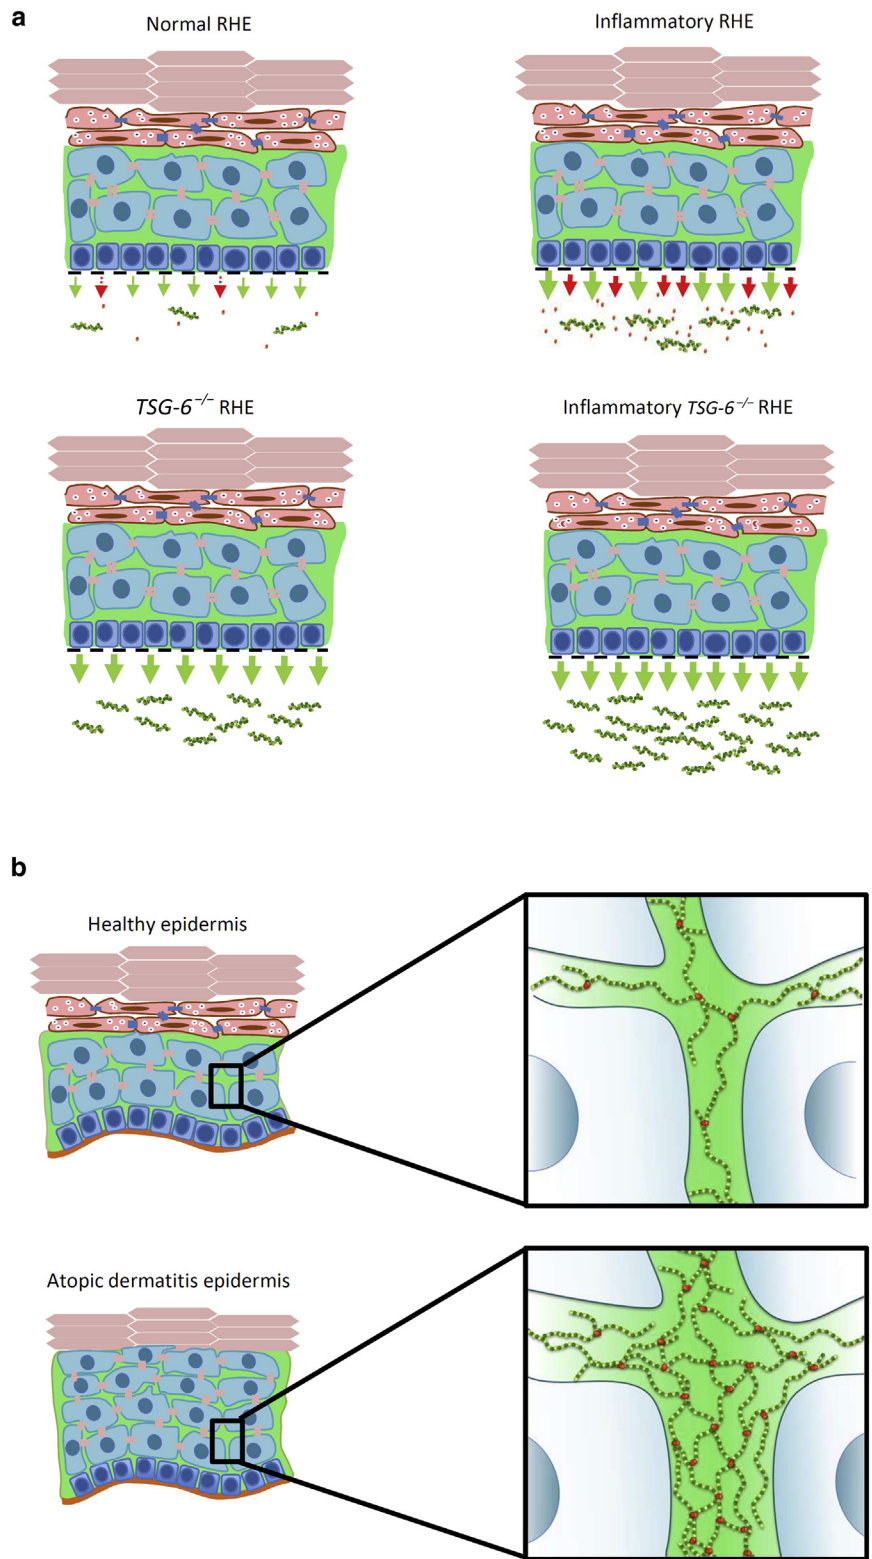 a
Normal RHE
Inflammatory RHE
TSG-6⁻/⁻ RHE
Inflammatory TSG-6⁻/⁻ RHE
b
Healthy epidermis
Atopic dermatitis epidermis